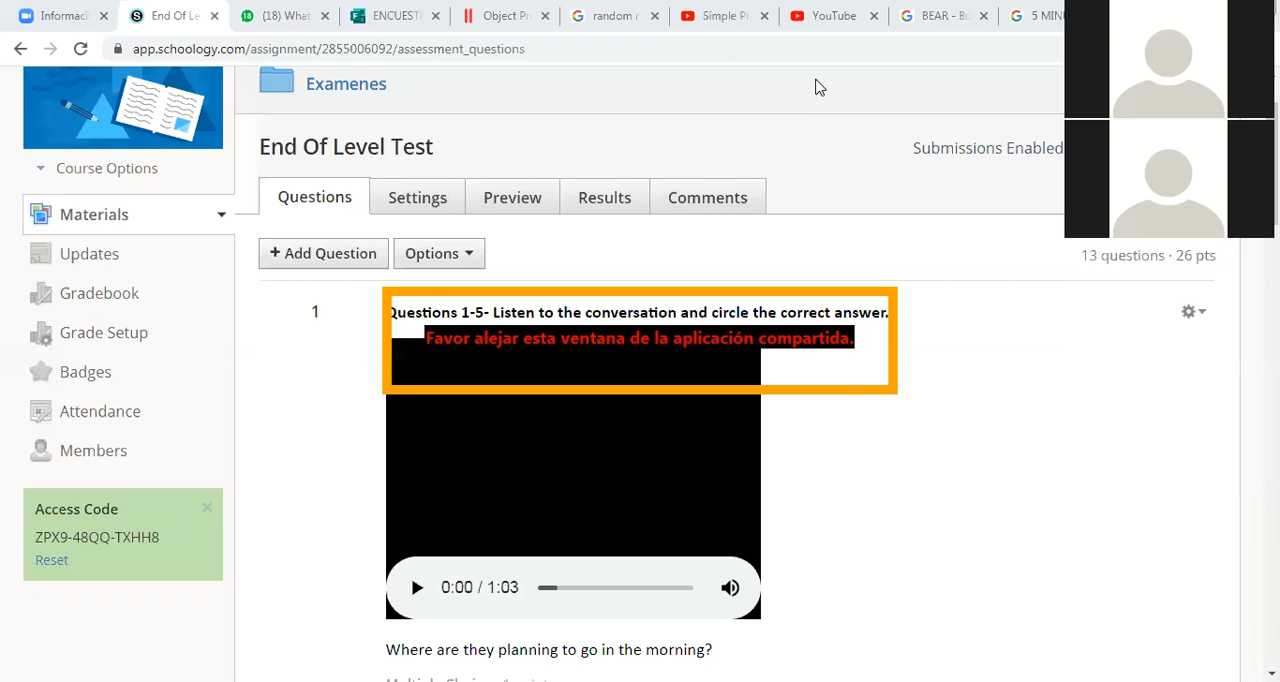 Informaci
End Of Le
(18) What
ENCUEST
Object Pr
random r
Simple Pr
YouTube
BEAR - B
5 MINU
app.schoology.com/assignment/2855006092/assessment_questions
Examenes
End Of Level Test
Submissions Enabled
Course Options
Questions
Settings
Preview
Results
Comments
Materials
Updates
Gradebook
Grade Setup
Badges
Attendance
Members
+ Add Question
Options
13 questions · 26 pts
1
Questions 1-5- Listen to the conversation and circle the correct answer.
Favor alejar esta ventana de la aplicación compartida.
Access Code
ZPX9-48QQ-TXHH8
Reset
0:00 / 1:03
Where are they planning to go in the morning?